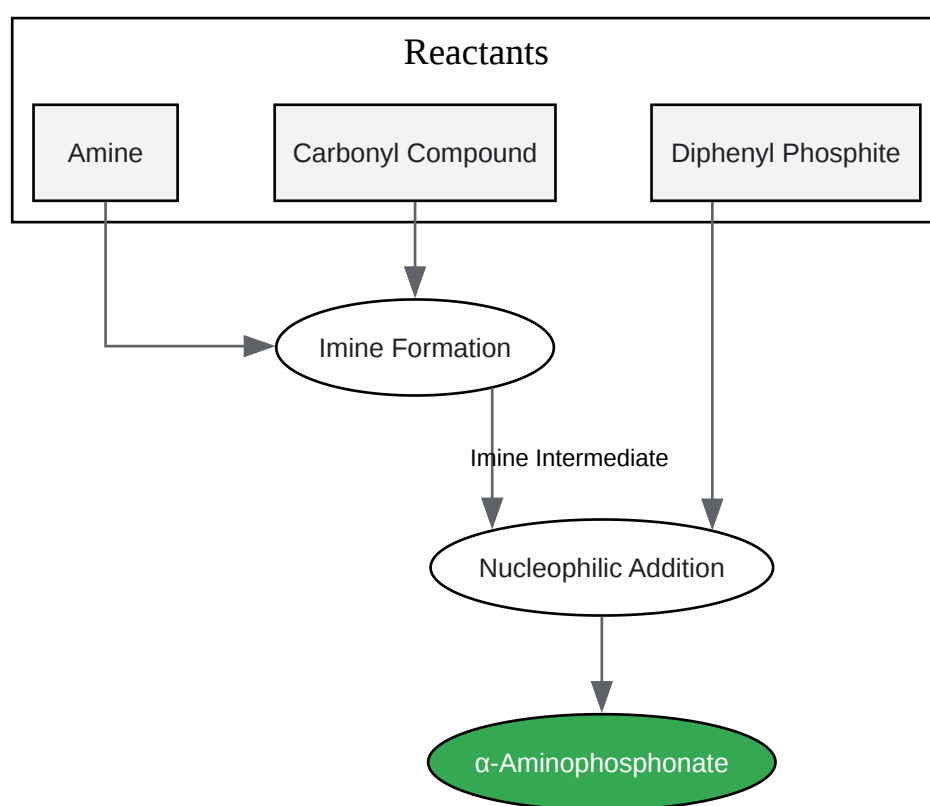 Reactants
Amine
Carbonyl Compound
Diphenyl Phosphite
Imine Formation
Imine Intermediate
Nucleophilic Addition
α-Aminophosphonate